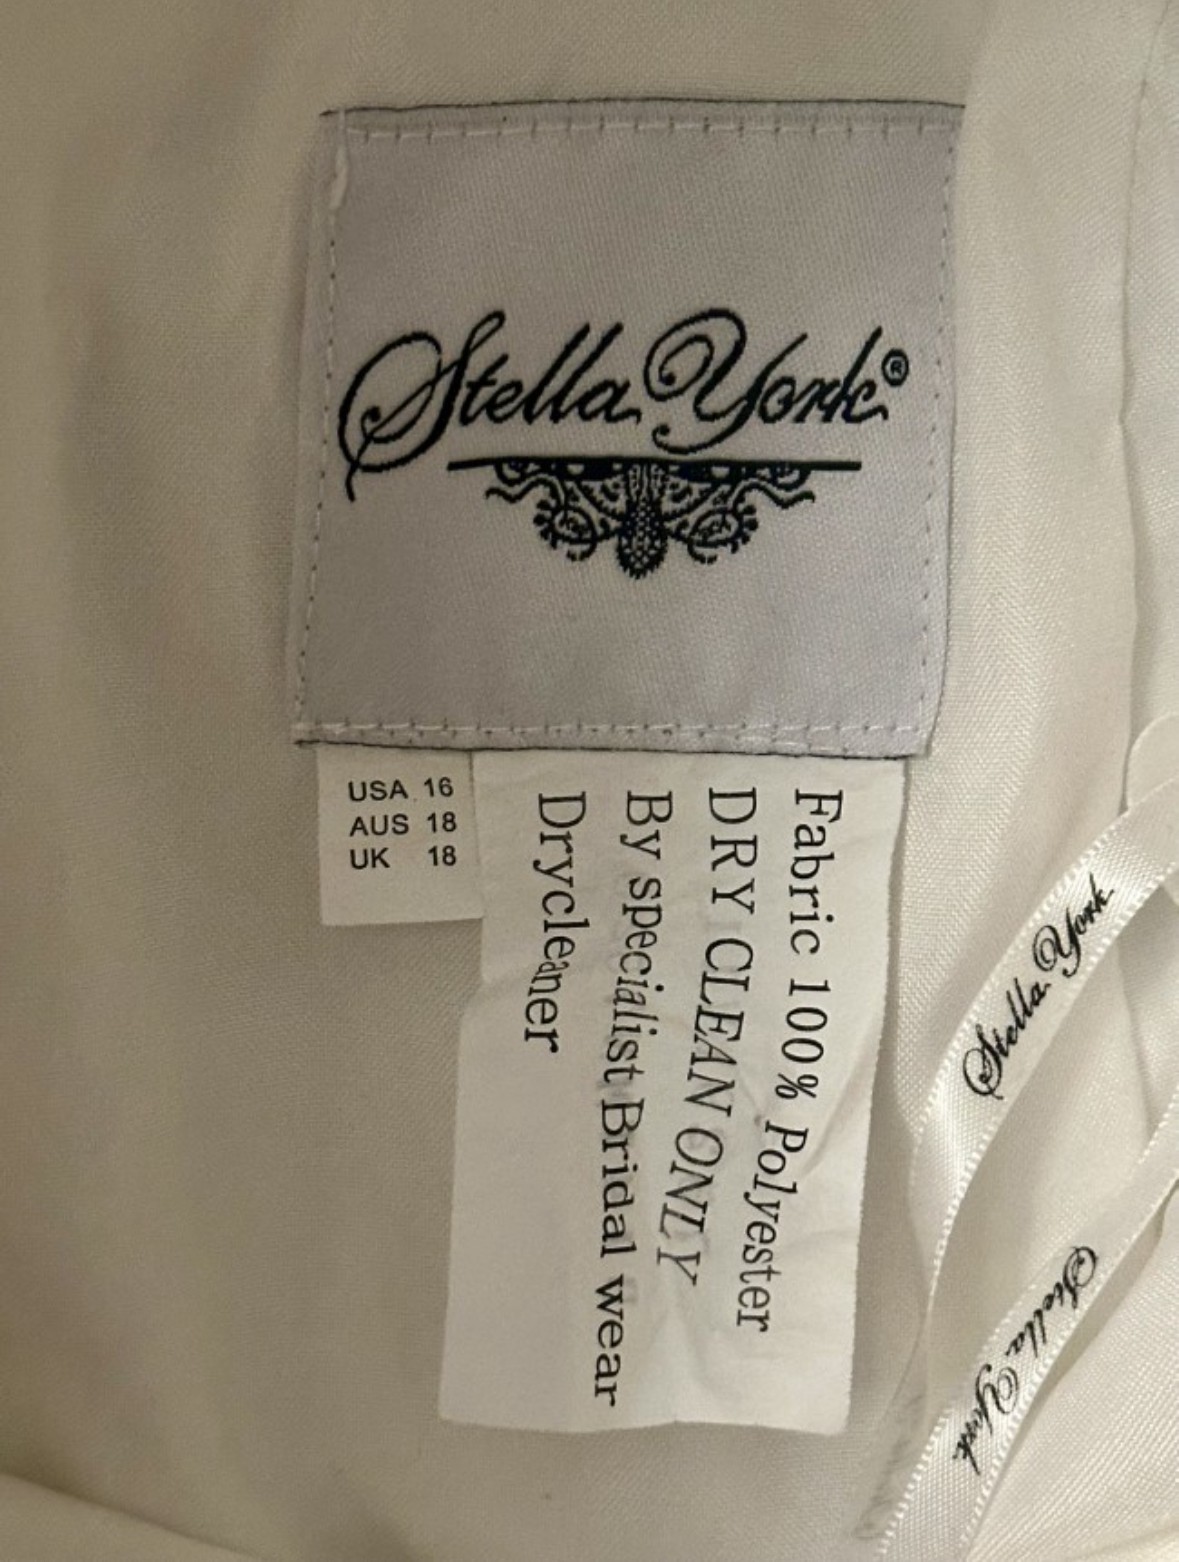 Stella York®
USA 16
AUS 18
UK 18
Fabric 100% Polyester
DRY CLEAN ONLY
By specialist Bridal wear
Drycleaner
Stella York
Stella York